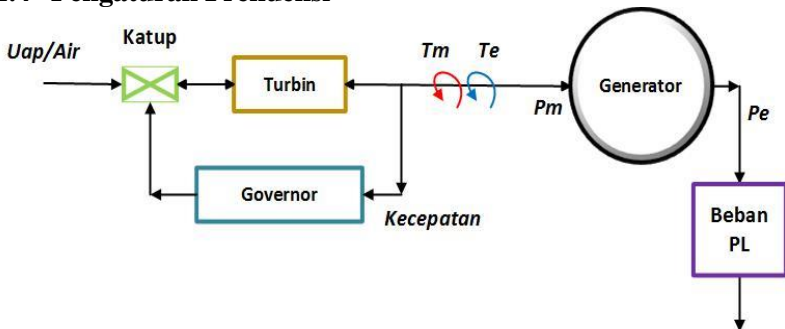 Katup
Uap/Air
Turbin
Tm
Te
Generator
Pm
Pe
Governor
Kecepatan
Beban
PL